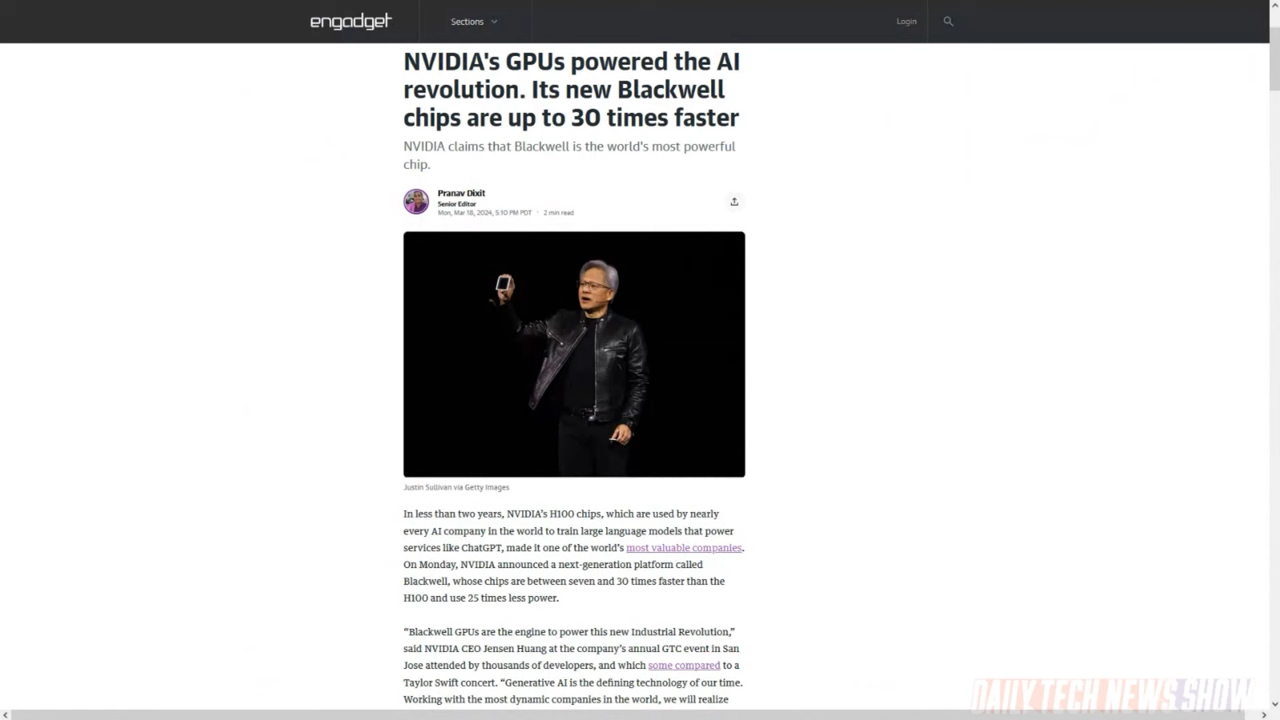 engadget
Sections
Login
NVIDIA's GPUs powered the AI
revolution. Its new Blackwell
chips are up to 30 times faster
NVIDIA claims that Blackwell is the world's most powerful
chip.
Pranav Dixit
Senior Editor
Mon, Mar 18, 2024, 5:10 PM PDT · 2 min read
Justin Sullivan via Getty Images
In less than two years, NVIDIA’s H100 chips, which are used by nearly
every AI company in the world to train large language models that power
services like ChatGPT, made it one of the world’s most valuable companies.
On Monday, NVIDIA announced a next-generation platform called
Blackwell, whose chips are between seven and 30 times faster than the
H100 and use 25 times less power.
“Blackwell GPUs are the engine to power this new Industrial Revolution,”
said NVIDIA CEO Jensen Huang at the company’s annual GTC event in San
Jose attended by thousands of developers, and which some compared to a
Taylor Swift concert. “Generative AI is the defining technology of our time.
Working with the most dynamic companies in the world, we will realize
DAILY TECH NEWS SHOW